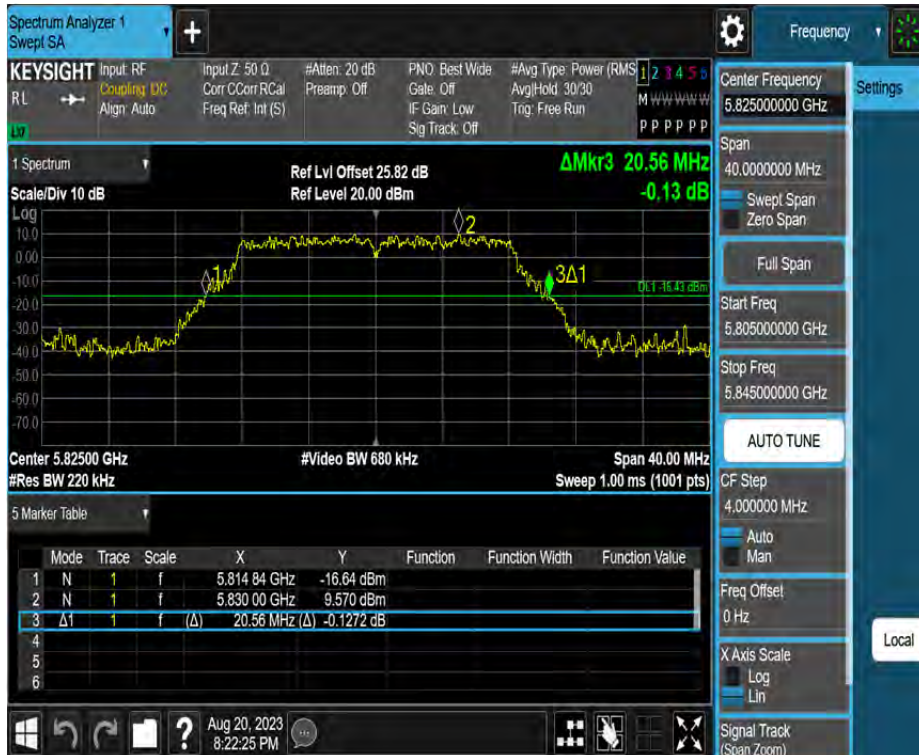 Spectrum Analyzer 1
Swept SA
+
Frequency
KEYSIGHT
Input: RF
Input Z: 50 Ω
#Atten: 20 dB
PNO: Best Wide
#Avg Type: Power (RMS
1 2 3 4 5 6
RL
Coupling: DC
Corr CCorr RCal
Preamp: Off
Gate: Off
Avg|Hold: 30/30
M W W W W W
Align: Auto
Freq Ref: Int (S)
IF Gain: Low
Trig: Free Run
Sig Track: Off
P P P P P P
1 Spectrum
Scale/Div 10 dB
Ref Lvl Offset 25.82 dB
Ref Level 20.00 dBm
ΔMkr3 20.56 MHz
-0.13 dB
Log
10.0
0.00
-10.0
-20.0
-30.0
-40.0
-50.0
-60.0
-70.0
1
2
3Δ1
DL1 -16.43 dBm
Center 5.82500 GHz
#Video BW 680 kHz
Span 40.00 MHz
#Res BW 220 kHz
Sweep 1.00 ms (1001 pts)
5 Marker Table
Mode Trace Scale X Y Function Function Width Function Value
1 N 1 f 5.814 84 GHz -16.64 dBm
2 N 1 f 5.830 00 GHz 9.570 dBm
3 Δ1 1 f (Δ) 20.56 MHz (Δ) -0.1272 dB
4
5
6
?
Aug 20, 2023
8:22:25 PM
Center Frequency
5.825000000 GHz
Span
40.0000000 MHz
Swept Span
Zero Span
Full Span
Start Freq
5.805000000 GHz
Stop Freq
5.845000000 GHz
AUTO TUNE
CF Step
4.000000 MHz
Auto
Man
Freq Offset
0 Hz
X Axis Scale
Log
Lin
Signal Track
(Span Zoom)
Settings
Local